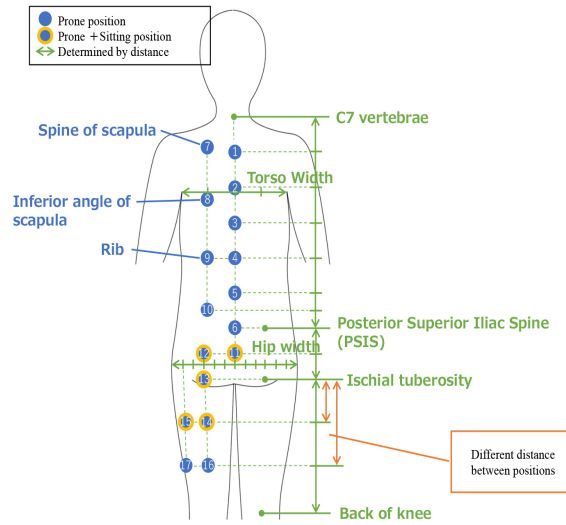 Prone position
Prone +Sitting position
Determined by distance
C7 vertebrae
Spine of scapula
7
1
2
Torso Width
Inferior angle of
scapula
8
3
Rib
9
4
5
10
6
Posterior Superior Iliac Spine
(PSIS)
12
11
Hip width
13
Ischial tuberosity
15
14
Different distance
between positions
17
16
Back of knee